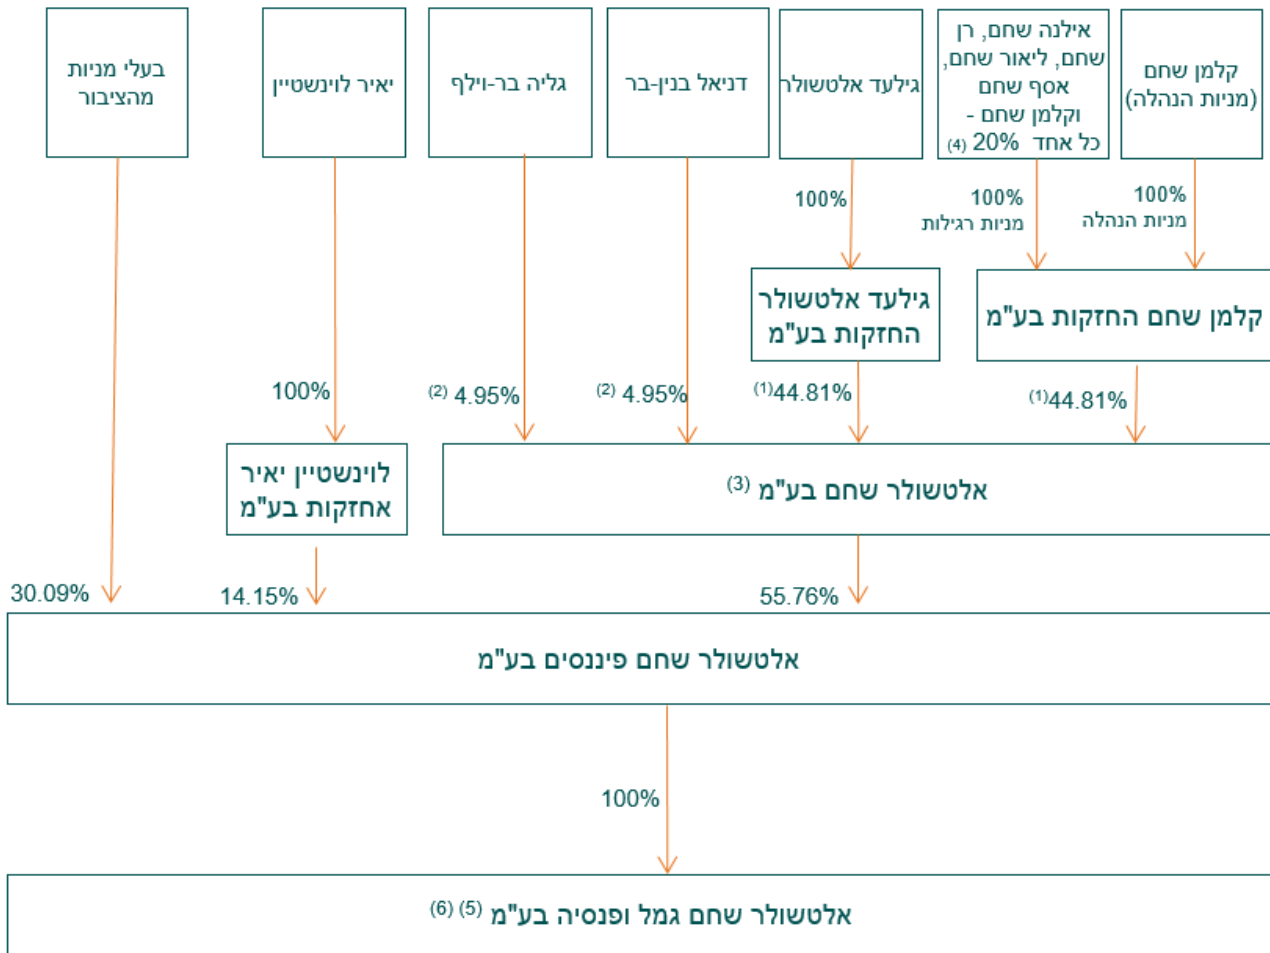 קלמן שחם
(מניות הנהלה)
אילנה שחם, רן
שחם, ליאור שחם,
אסף שחם
וקלמן שחם -
כל אחד 20% (4)
גילעד אלטשולר
דניאל בנין-בר
גליה בר-וילף
יאיר לוינשטיין
בעלי מניות
מהציבור
100%
מניות הנהלה
100%
מניות רגילות
100%
קלמן שחם החזקות בע"מ
גילעד אלטשולר
החזקות בע"מ
(1)44.81%
(1)44.81%
(2) 4.95%
(2) 4.95%
100%
אלטשולר שחם בע"מ (3)
לוינשטיין יאיר
אחזקות בע"מ
55.76%
14.15%
30.09%
אלטשולר שחם פיננסים בע"מ
100%
אלטשולר שחם גמל ופנסיה בע"מ (5) (6)